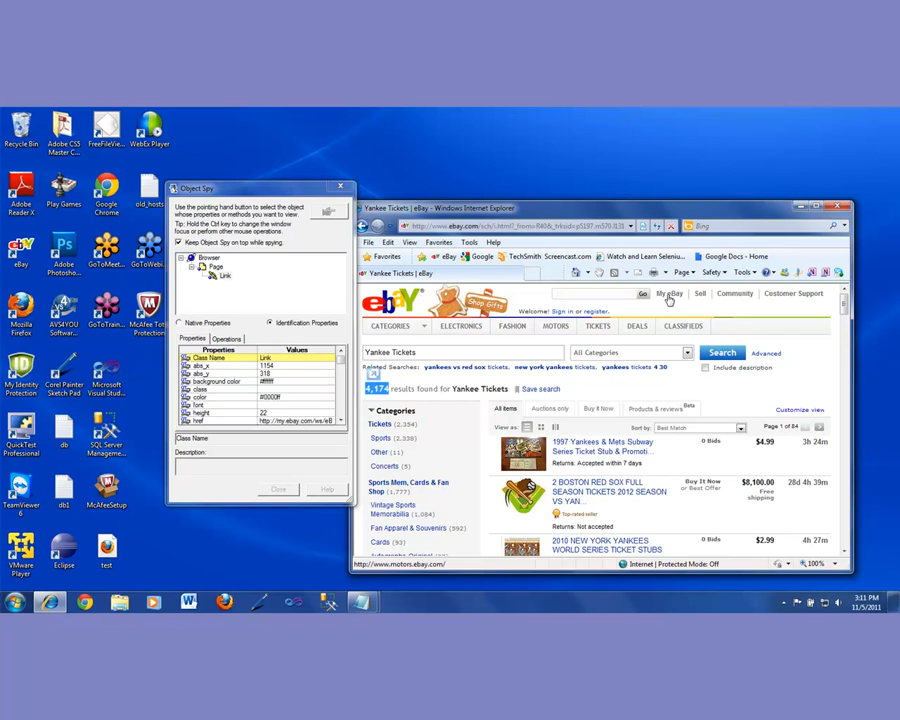 Recycle Bin
Adobe CS5 Master C...
FreeFileVie...
WebEx Player
Adobe Reader X
Play Games
Google Chrome
old_hosts
eBay
Adobe Photosho...
GoToMeet...
GoToWebi...
Mozilla Firefox
AVS4YOU Softwar...
GoToTrain...
McAfee Tot Protection
My Identity Protect
Corel Painter Sketch Pad
Microsoft Visual Stud...
QuickTest Professional
db
SQL Server Manageme...
TeamViewer 6
db1
McAfeeSetup
VMware Player
Eclipse
test
Object Spy
Use the pointing hand button to select the object
whose properties or methods you want to view.
Tip: Hold the Ctrl key to change the window
focus or perform other mouse operations.
Keep Object Spy on top while spying.
Browser
Page
Link
Native Properties
Identification Properties
Properties
Operations
Properties Values
Class Name Link
abs_x 1154
abs_y 318
background color #ffffff
class
color #0000ff
font
height 22
href http://my.ebay.com/ws/eB
Class Name
Description:
Close
Help
Yankee Tickets | eBay - Windows Internet Explorer
Bing
File Edit View Favorites Tools Help
Favorites
eBay
Google
TechSmith Screencast.com
Watch and Learn Seleniu...
Google Docs - Home
Yankee Tickets | eBay
Page
Safety
Tools
ebay
Shop Gifts
Go
My eBay
Sell
Community
Customer Support
Welcome! Sign in or register.
CATEGORIES
ELECTRONICS
FASHION
MOTORS
TICKETS
DEALS
CLASSIFIEDS
Yankee Tickets
All Categories
Search
Advanced
Related Searches: yankees vs red sox tickets, new york yankees tickets, yankees tickets 4 30
Include description
4,174 results found for Yankee Tickets
Save search
Categories
Tickets (2,354)
Sports (2,338)
Other (11)
Concerts (5)
Sports Mem, Cards & Fan
Shop (1,777)
Vintage Sports
Memorabilia (1,084)
Fan Apparel & Souvenirs (392)
Cards (93)
All items
Auctions only
Buy It Now
Products & reviews
Beta
Customize view
View as:
Sort by:
Best Match
Page 1 of 84
1997 Yankees & Mets Subway
Series Ticket Stub & Promoti...
Returns: Accepted within 7 days
0 Bids
$4.99
3h 24m
2 BOSTON RED SOX FULL
SEASON TICKETS 2012 SEASON
VS YAN...
Top-rated seller
Returns: Not accepted
Buy It Now
or Best Offer
$8,100.00
Free
shipping
28d 4h 39m
2010 NEW YORK YANKEES
WORLD SERIES TICKET STUBS
0 Bids
$2.99
4h 27m
http://www.motors.ebay.com/
Internet | Protected Mode: Off
100%
3:11 PM
11/5/2011